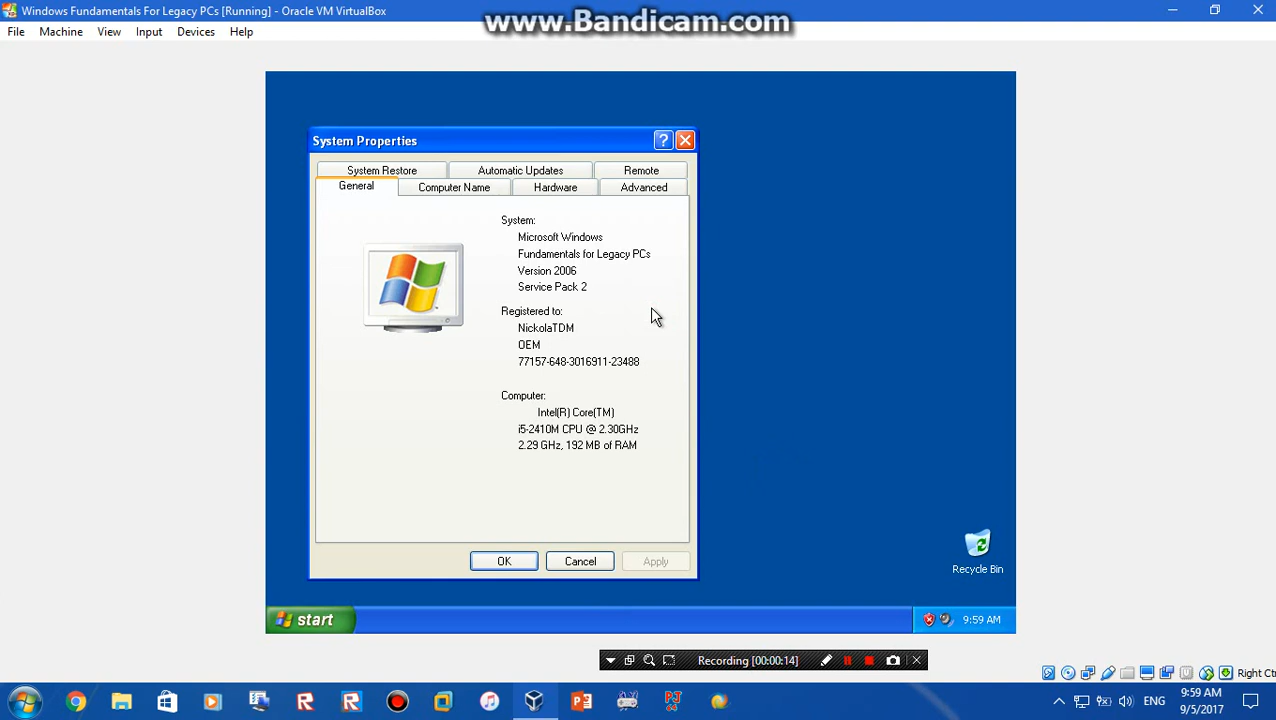 Windows Fundamentals For Legacy PCs [Running] - Oracle VM VirtualBox
www.Bandicam.com
File Machine View Input Devices Help
System Properties
System Restore Automatic Updates Remote
General Computer Name Hardware Advanced
System:
Microsoft Windows
Fundamentals for Legacy PCs
Version 2006
Service Pack 2
Registered to:
NickolaTDM
OEM
77157-648-3016911-23488
Computer:
Intel(R) Core(TM)
i5-2410M CPU @ 2.30GHz
2.29 GHz, 192 MB of RAM
OK Cancel Apply
Recycle Bin
start
9:59 AM
Recording [00:00:14]
Right Ct
ENG
9:59 AM
9/5/2017